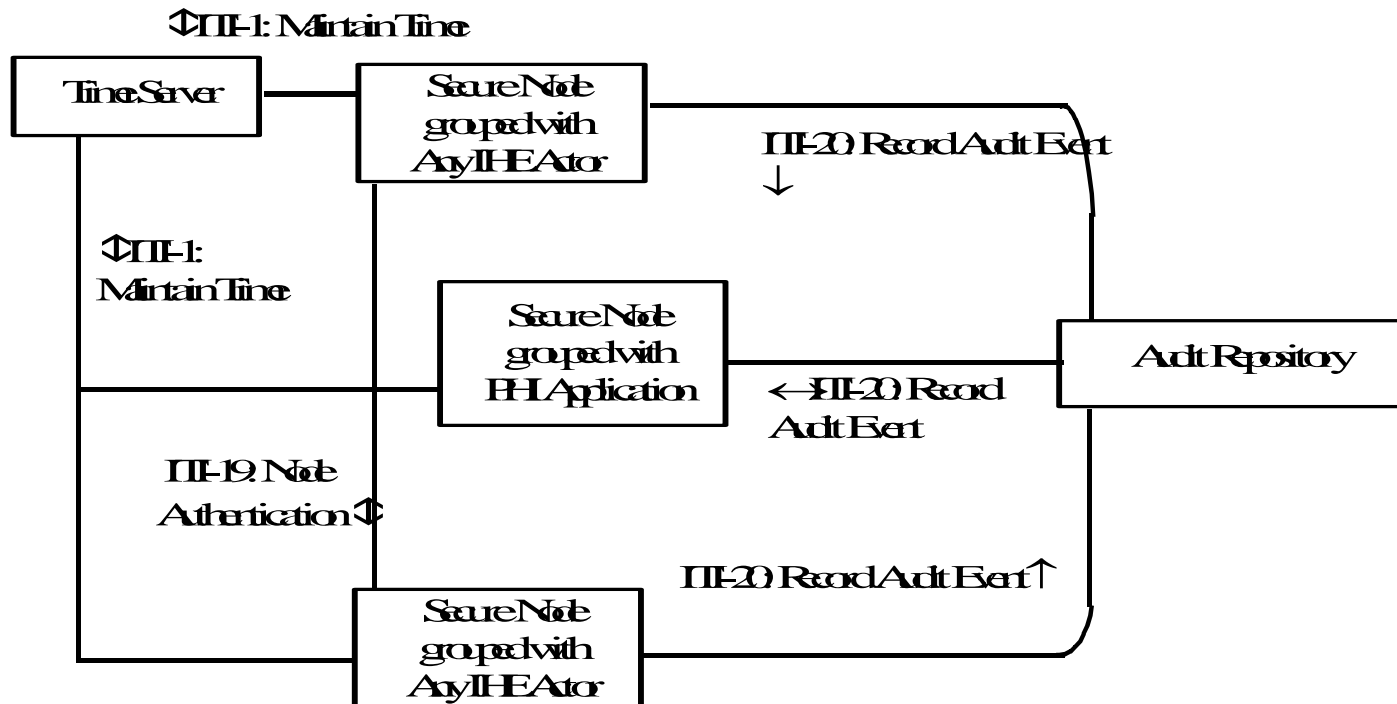 ↕ITI-1: Maintain Time
Time Server
Secure Node
grouped with
Any IHE Actor
ITI-20: Record Audit Event
↓
↕ITI-1:
Maintain Time
Secure Node
grouped with
PHI Application
Audit Repository
↔ITI-20: Record
Audit Event
ITI-19: Node
Authentication ↕
ITI-20: Record Audit Event↑
Secure Node
grouped with
Any IHE Actor